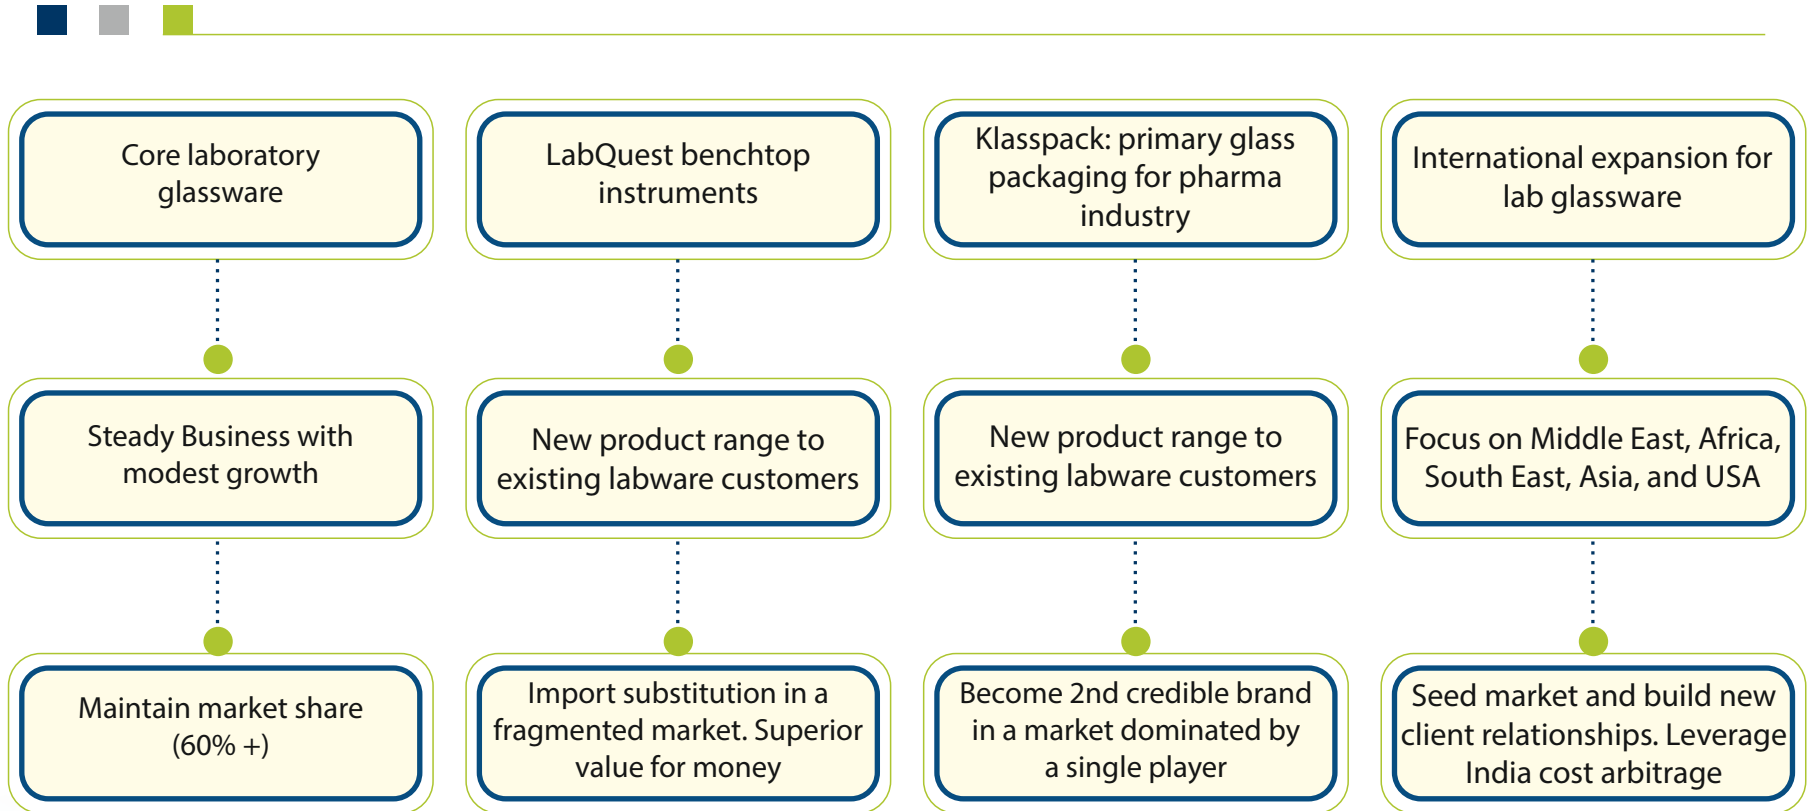 Core laboratory
glassware
LabQuest benchtop
instruments
Klasspack: primary glass
packaging for pharma
industry
International expansion for
lab glassware
Steady Business with
modest growth
New product range to
existing labware customers
New product range to
existing labware customers
Focus on Middle East, Africa,
South East, Asia, and USA
Maintain market share
(60% +)
Import substitution in a
fragmented market. Superior
value for money
Become 2nd credible brand
in a market dominated by
a single player
Seed market and build new
client relationships. Leverage
India cost arbitrage